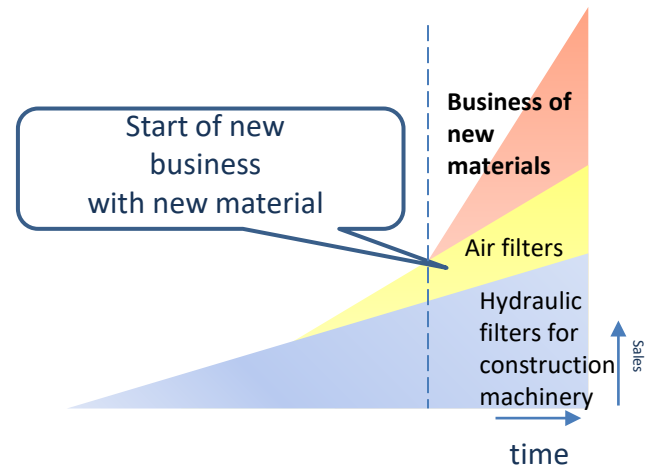 Start of new
business
with new material
Business of
new
materials
Air filters
Hydraulic
filters for
construction
machinery
Sales
time